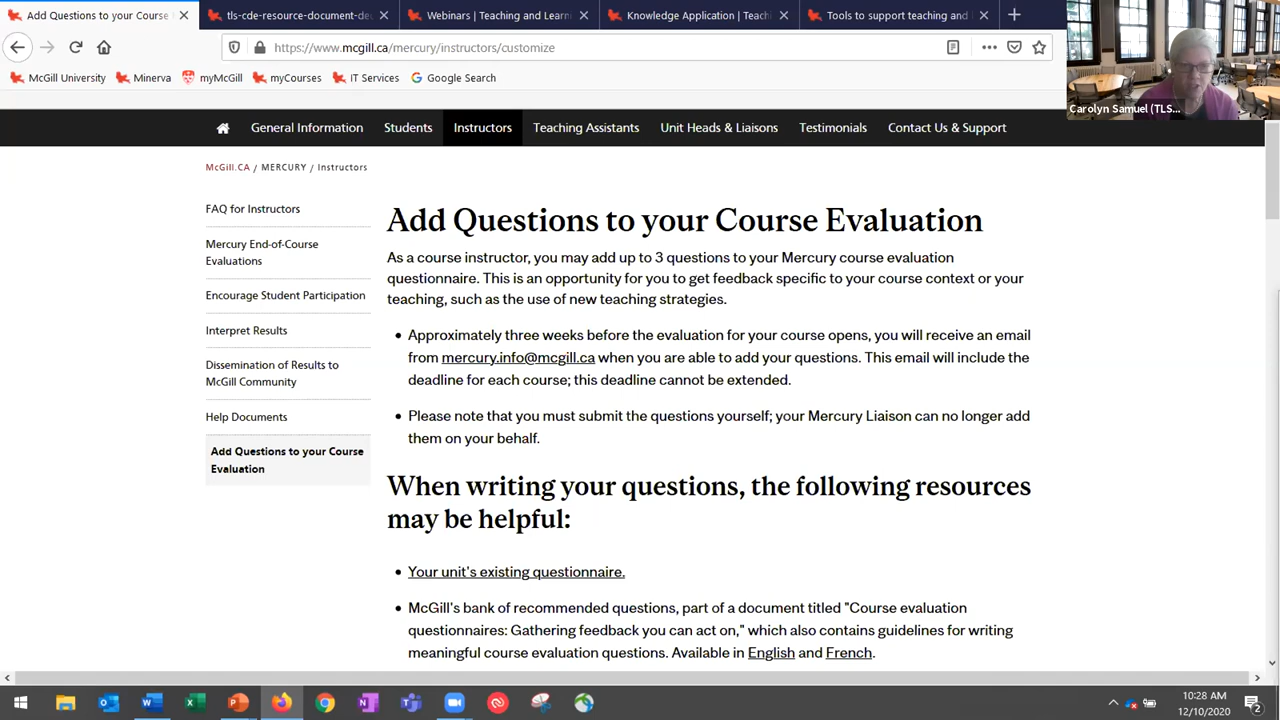 Add Questions to your Course
tls-cde-resource-document-de
Webinars | Teaching and Learni
Knowledge Application | Teach
Tools to support teaching and
https://www.mcgill.ca/mercury/instructors/customize
McGill University
Minerva
myMcGill
myCourses
IT Services
Google Search
Carolyn Samuel (TLS...
General Information
Students
Instructors
Teaching Assistants
Unit Heads & Liaisons
Testimonials
Contact Us & Support
McGill.CA / MERCURY / Instructors
FAQ for Instructors
Mercury End-of-Course
Evaluations
Encourage Student Participation
Interpret Results
Dissemination of Results to
McGill Community
Help Documents
Add Questions to your Course
Evaluation
Add Questions to your Course Evaluation
As a course instructor, you may add up to 3 questions to your Mercury course evaluation
questionnaire. This is an opportunity for you to get feedback specific to your course context or your
teaching, such as the use of new teaching strategies.
• Approximately three weeks before the evaluation for your course opens, you will receive an email
from mercury.info@mcgill.ca when you are able to add your questions. This email will include the
deadline for each course; this deadline cannot be extended.
• Please note that you must submit the questions yourself; your Mercury Liaison can no longer add
them on your behalf.
When writing your questions, the following resources
may be helpful:
• Your unit's existing questionnaire.
• McGill's bank of recommended questions, part of a document titled "Course evaluation
questionnaires: Gathering feedback you can act on," which also contains guidelines for writing
meaningful course evaluation questions. Available in English and French.
10:28 AM
12/10/2020
2